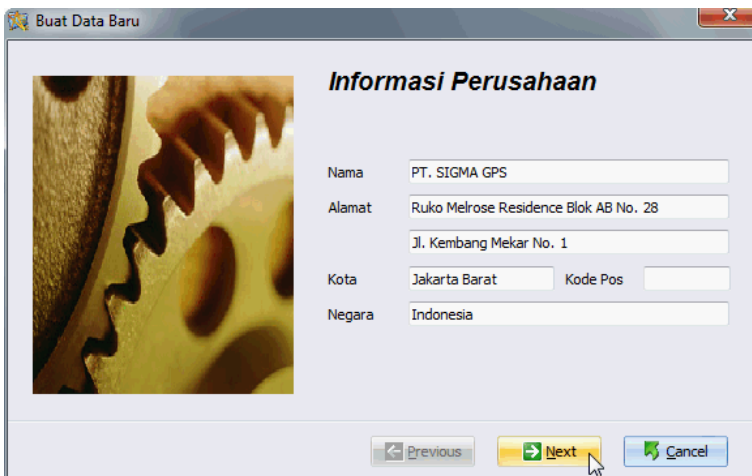 Buat Data Baru
Informasi Perusahaan
Nama PT. SIGMA GPS
Alamat Ruko Melrose Residence Blok AB No. 28
Jl. Kembang Mekar No. 1
Kota Jakarta Barat Kode Pos
Negara Indonesia
Previous Next Cancel